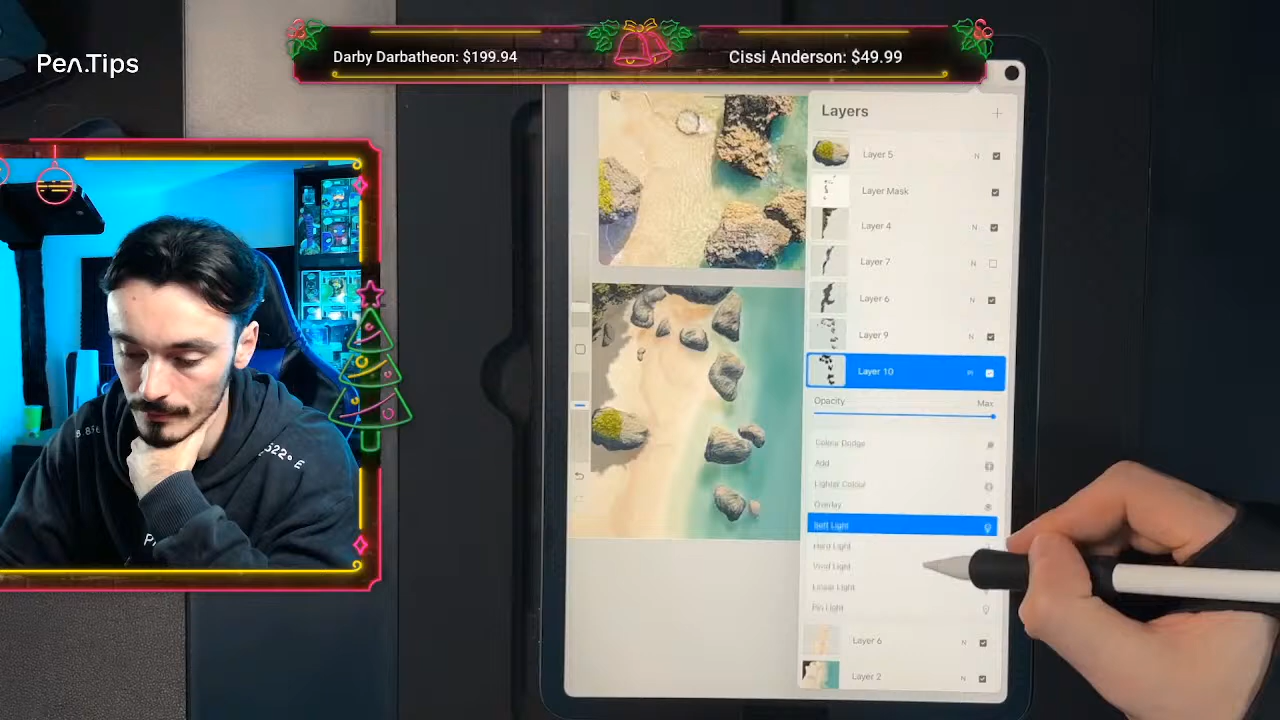 Pen.Tips
Darby Darbatheon: $199.94
Cissi Anderson: $49.99
Layers
Layer 5 N
Layer Mask
Layer 4 N
Layer 7 N
Layer 6 N
Layer 9 N
Layer 10
Opacity Max
Colour Dodge
Add
Lighter Colour
Overlay
Soft Light
Hard Light
Vivid Light
Linear Light
Pin Light
Layer 6 N
Layer 2 N